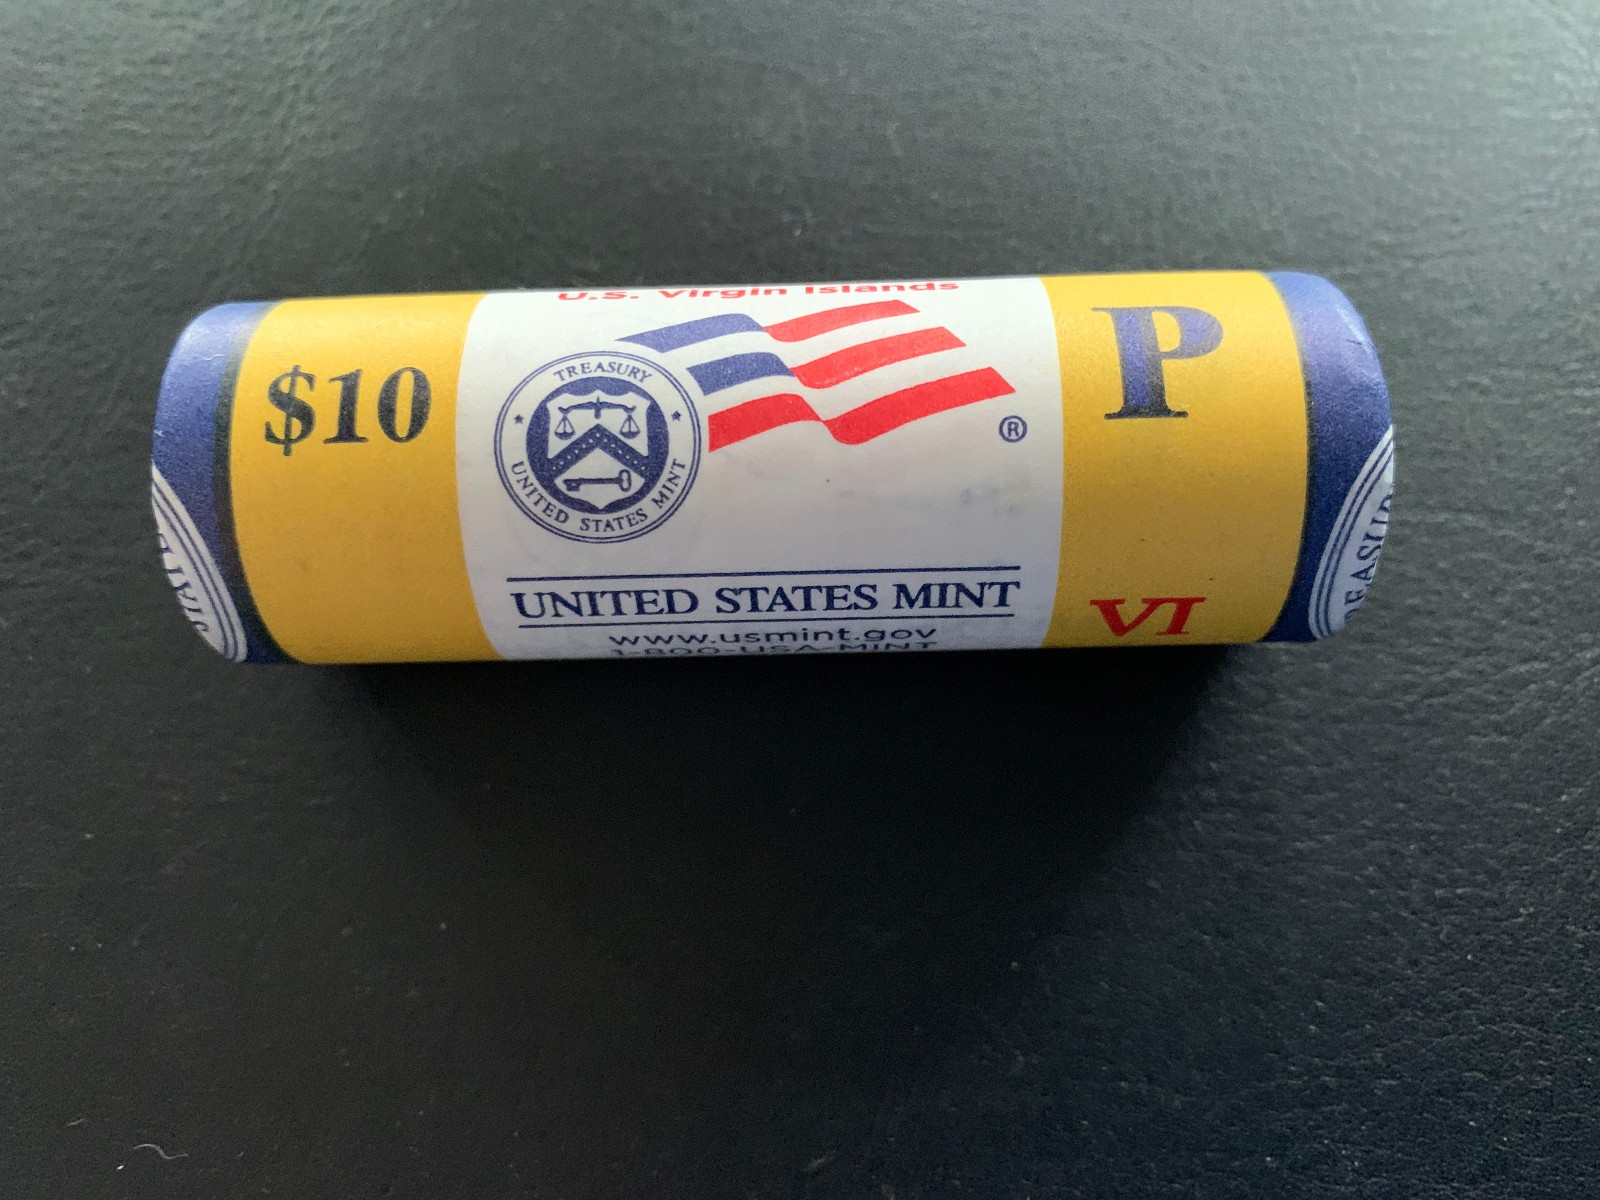 U.S. Virgin Islands
$10
TREASURY
UNITED STATES MINT
®
P
UNITED STATES MINT
www.usmint.gov
1-800-USA-MINT
VI